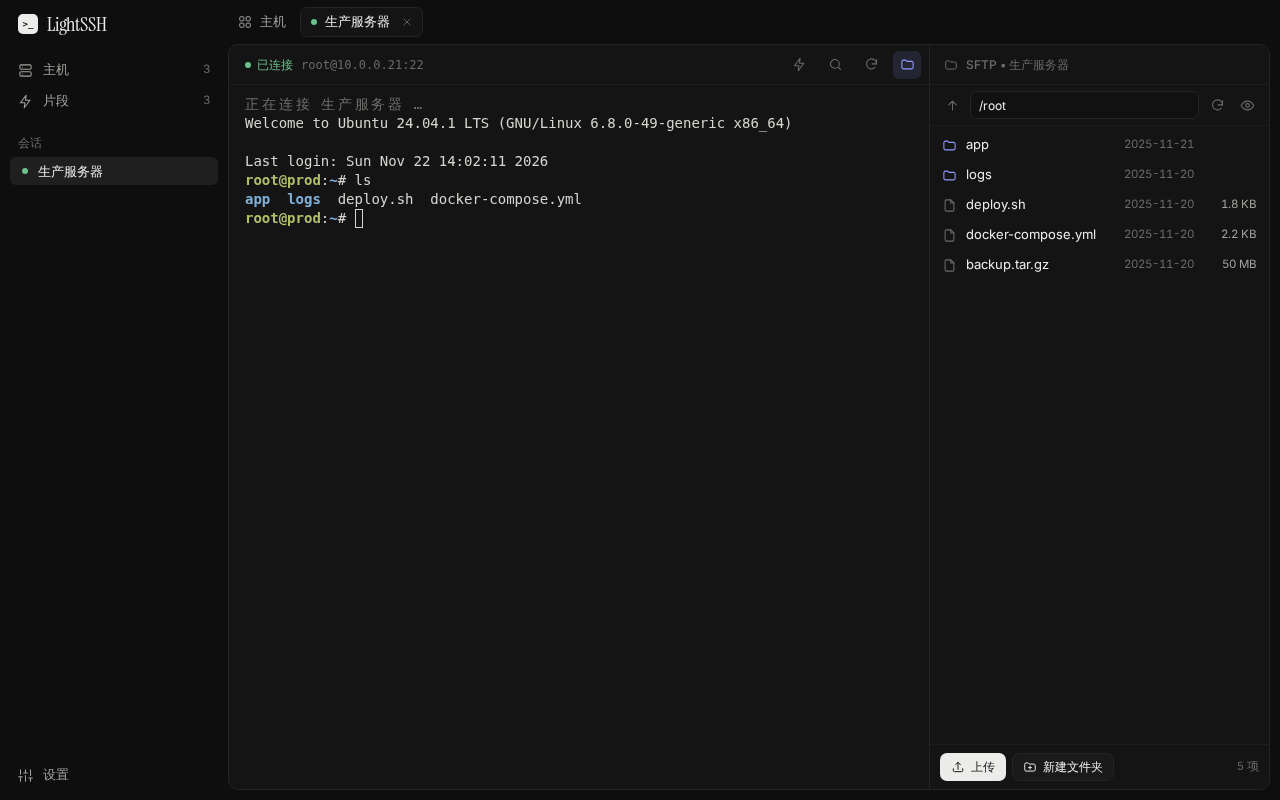 >_ LightSSH
主机 3
片段 3
会话
生产服务器
设置
主机
生产服务器
已连接 root@10.0.0.21:22
正在连接 生产服务器 …
Welcome to Ubuntu 24.04.1 LTS (GNU/Linux 6.8.0-49-generic x86_64)
Last login: Sun Nov 22 14:02:11 2026
root@prod:~# ls
app  logs  deploy.sh  docker-compose.yml
root@prod:~#
SFTP • 生产服务器
/root
app 2025-11-21
logs 2025-11-20
deploy.sh 2025-11-20 1.8 KB
docker-compose.yml 2025-11-20 2.2 KB
backup.tar.gz 2025-11-20 50 MB
上传 新建文件夹 5 项